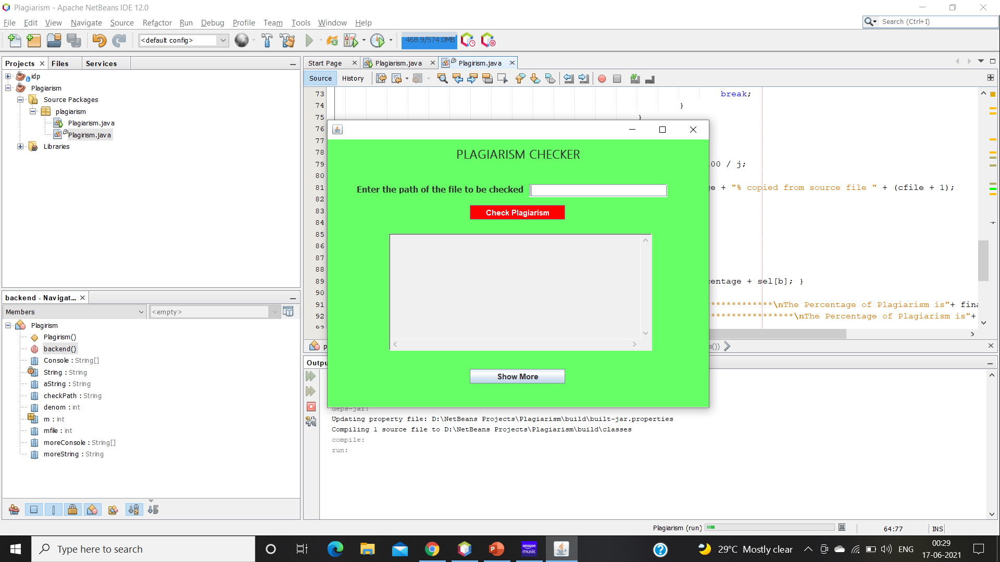 Plagiarism - Apache NetBeans IDE 12.0
File Edit View Navigate Source Refactor Run Debug Profile Team Tools Window Help
Search (Ctrl+I)
<default config>
468.9/574.0MB
Projects Files Services
idp
Plagiarism
Source Packages
plagiarism
Plagiarism.java
Plagirism.java
Libraries
Start Page Plagiarism.java Plagirism.java
Source History
73 break;
74 }
75 }
76
77
78
79 00 / j;
80
81 e + "% copied from source file " + (cfile + 1);
82
83
84
85
86
87
88
89 centage + sel[b]; }
90
91 ************\nThe Percentage of Plagiarism is"+ fina
92 ****************\nThe Percentage of Plagiarism is"+
PLAGIARISM CHECKER
Enter the path of the file to be checked
Check Plagiarism
Show More
backend - Navigat...
Members
<empty>
Plagirism
Plagirism()
backend()
Console : String[]
String : String
aString : String
checkPath : String
denom : int
m : int
mfile : int
moreConsole : String[]
moreString : String
Outpu
deps-jar:
Updating property file: D:\NetBeans Projects\Plagiarism\build\built-jar.properties
Compiling 1 source file to D:\NetBeans Projects\Plagiarism\build\classes
compile:
run:
Plagiarism (run)
64:77
INS
Type here to search
amazon music
29°C Mostly clear
ENG
00:29
17-06-2021